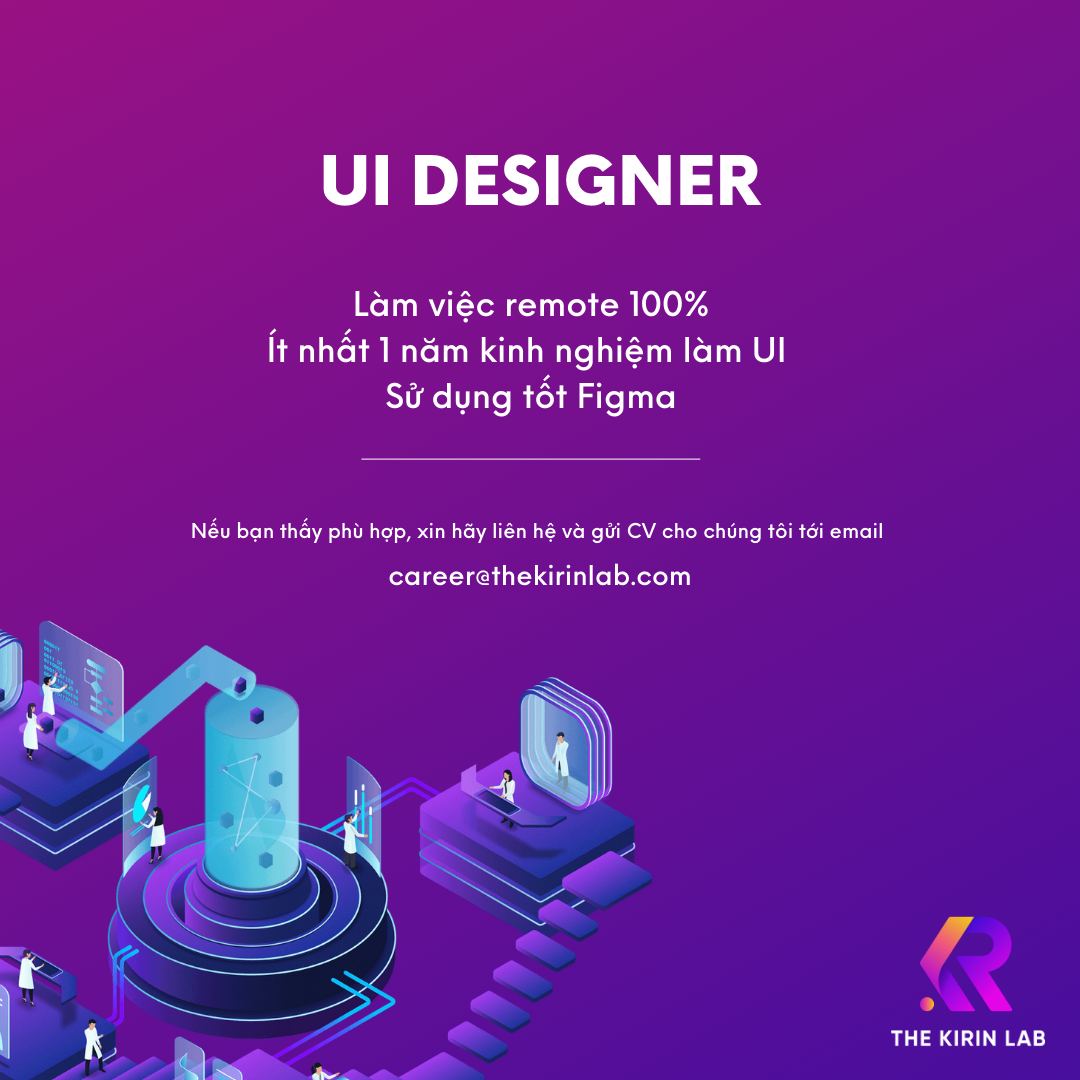 UI DESIGNER
Làm việc remote 100%
Ít nhất 1 năm kinh nghiệm làm UI
Sử dụng tốt Figma
Nếu bạn thấy phù hợp, xin hãy liên hệ và gửi CV cho chúng tôi tới email
career@thekirinlab.com
THE KIRIN LAB